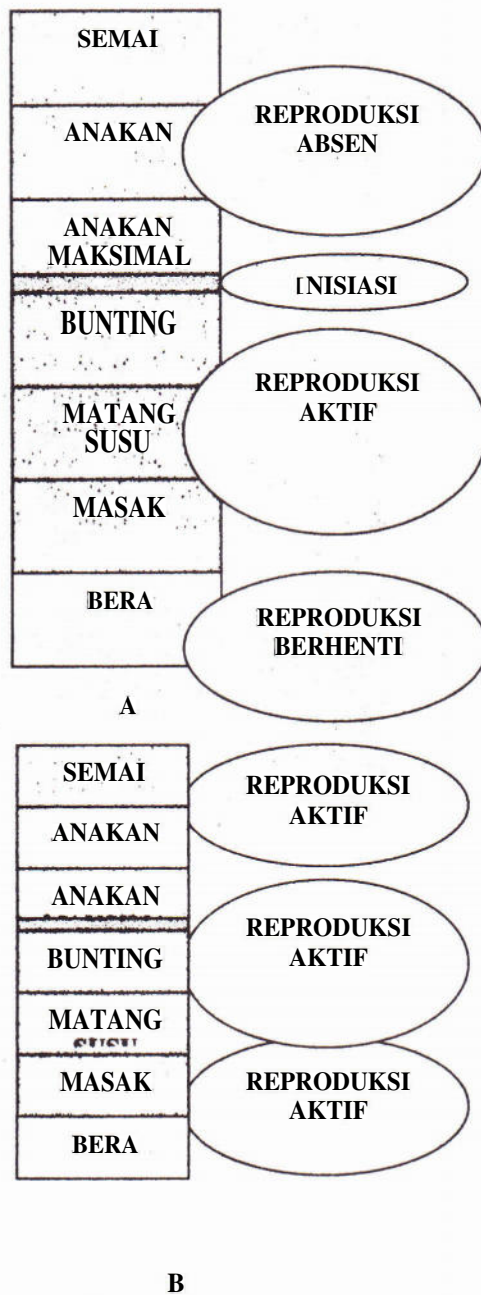 SEMAI
ANAKAN
REPRODUKSI
ABSEN
ANAKAN
MAKSIMAL
INISIASI
BUNTING
REPRODUKSI
AKTIF
MATANG
SUSU
MASAK
BERA
REPRODUKSI
BERHENTI
A
SEMAI
REPRODUKSI
AKTIF
ANAKAN
ANAKAN
BUNTING
REPRODUKSI
AKTIF
MATANG
SUSU
MASAK
REPRODUKSI
AKTIF
BERA
B